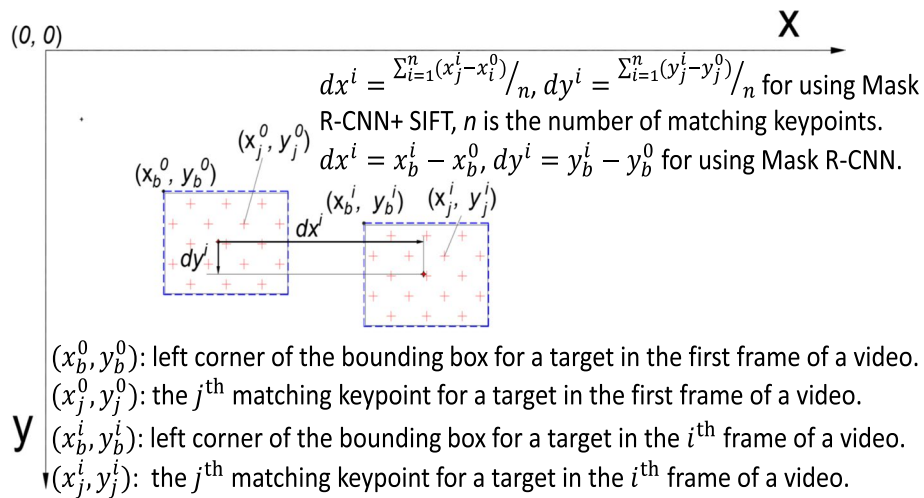 (0, 0)
X
dx^i = ∑_{i=1}^{n}(x_j^i−x_i^0)/n, dy^i = ∑_{i=1}^{n}(y_j^i−y_j^0)/n for using Mask
R-CNN+ SIFT, n is the number of matching keypoints.
dx^i = x_b^i − x_b^0, dy^i = y_b^i − y_b^0 for using Mask R-CNN.
(x_j^0, y_j^0)
(x_b^0, y_b^0)
(x_b^i, y_b^i)
(x_j^i, y_j^i)
dx^i
dy^i
(x_b^0, y_b^0): left corner of the bounding box for a target in the first frame of a video.
(x_j^0, y_j^0): the j^th matching keypoint for a target in the first frame of a video.
y
(x_b^i, y_b^i): left corner of the bounding box for a target in the i^th frame of a video.
(x_j^i, y_j^i): the j^th matching keypoint for a target in the i^th frame of a video.